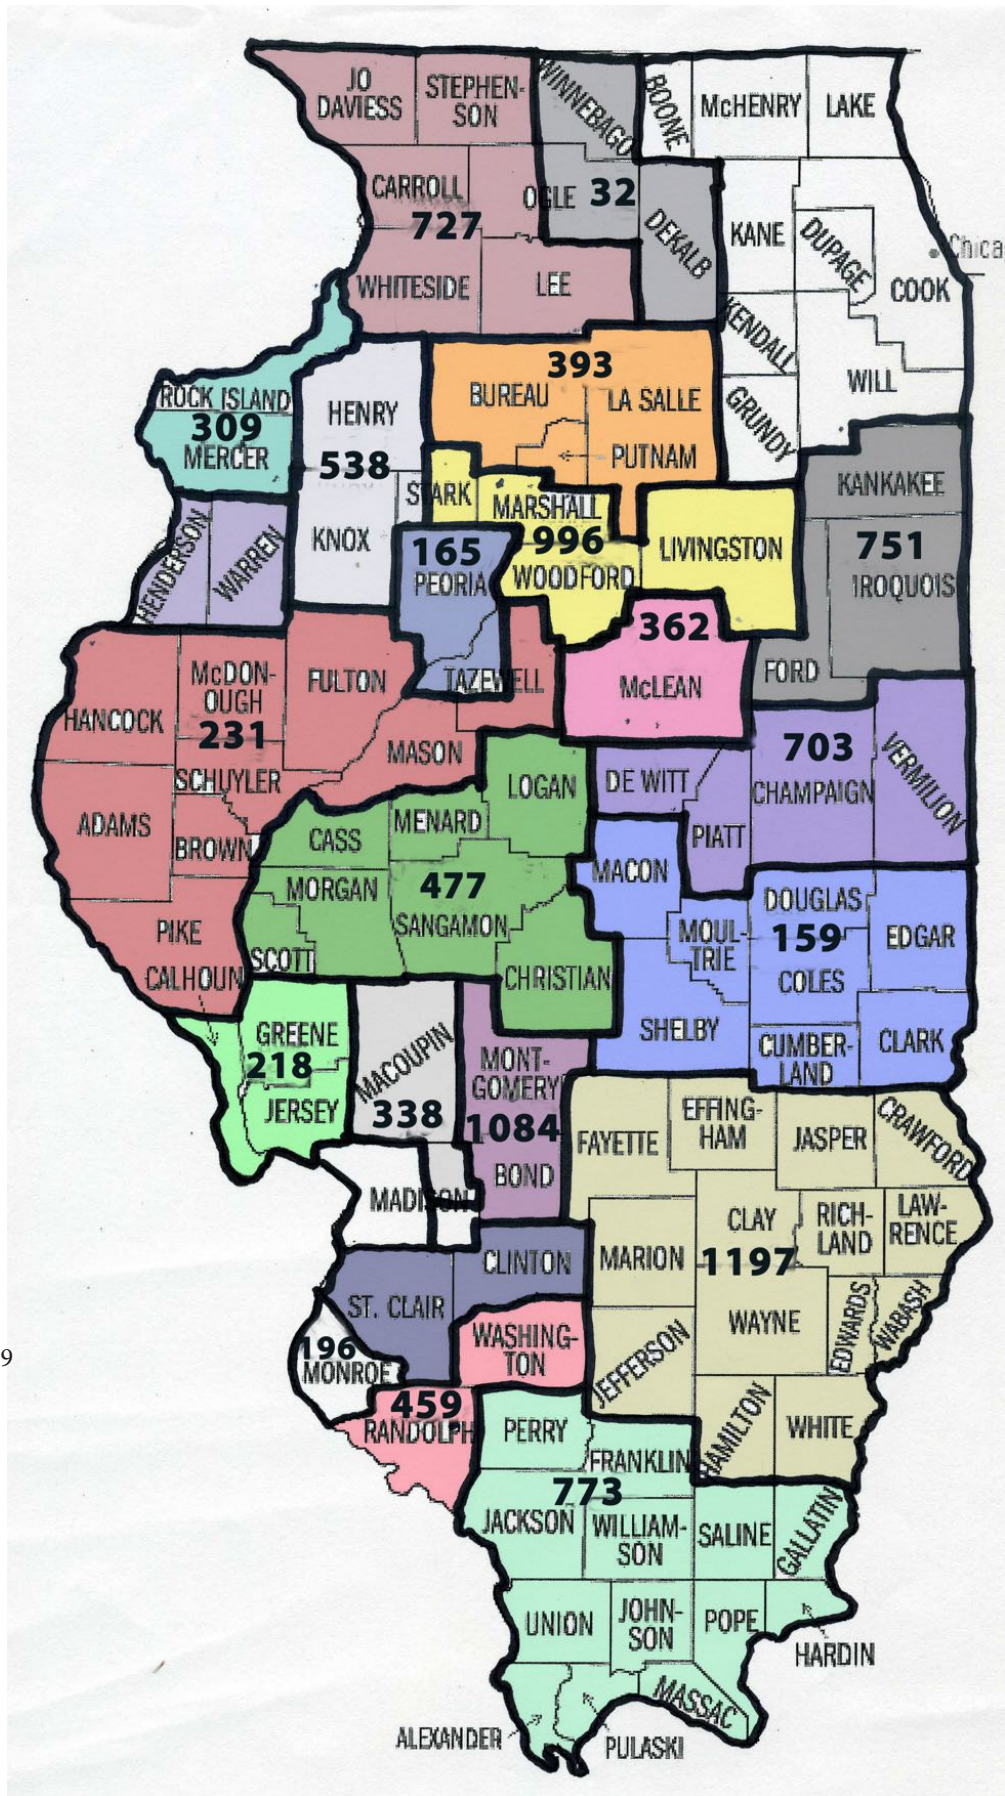 JO
DAVIESS
STEPHEN-
SON
WINNEBAGO
BOONE
McHENRY
LAKE
CARROLL
OGLE
32
727
DEKALB
KANE
DUPAGE
Chica
COOK
WHITESIDE
LEE
KENDALL
WILL
ROCK ISLAND
309
MERCER
HENRY
538
393
BUREAU
LA SALLE
PUTNAM
GRUNDY
KANKAKEE
STARK
MARSHALL
996
WOODFORD
LIVINGSTON
751
IROQUOIS
KNOX
165
PEORIA
HENDERSON
WARREN
362
McLEAN
FORD
TAZEWELL
HANCOCK
McDON-
OUGH
231
FULTON
MASON
SCHUYLER
ADAMS
BROWN
LOGAN
DE WITT
703
CHAMPAIGN
VERMILION
PIATT
CASS
MENARD
MACON
MORGAN
477
SANGAMON
DOUGLAS
159
EDGAR
PIKE
MOUL-
TRIE
COLES
CALHOUN
SCOTT
CHRISTIAN
SHELBY
CUMBER-
LAND
CLARK
GREENE
218
JERSEY
MACOUPIN
338
MONT-
GOMERY
1084
BOND
FAYETTE
EFFING-
HAM
JASPER
CRAWFORD
MADISON
CLAY
RICH-
LAND
LAW-
RENCE
MARION
1197
CLINTON
ST. CLAIR
WAYNE
EDWARDS
WABASH
WASHING-
TON
JEFFERSON
9
196
MONROE
459
RANDOLPH
PERRY
HAMILTON
WHITE
FRANKLIN
773
JACKSON
WILLIAM-
SON
SALINE
GALLATIN
UNION
JOHN-
SON
POPE
HARDIN
MASSAC
ALEXANDER
PULASKI